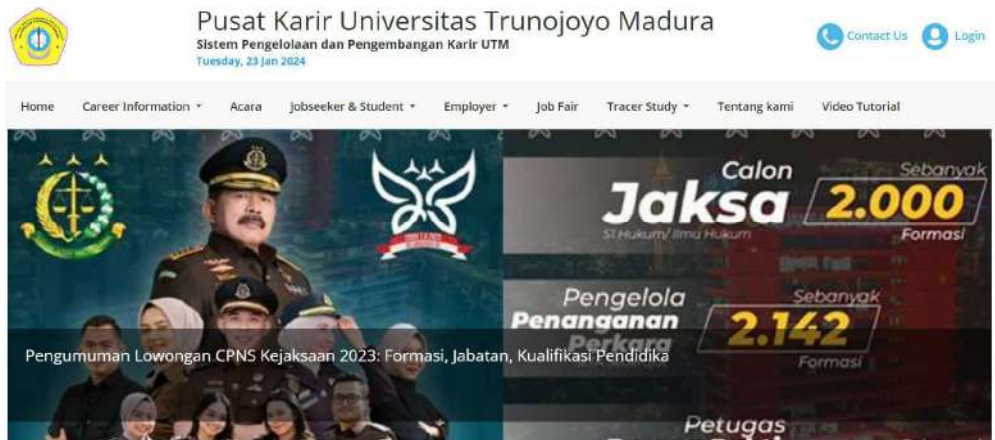 Pusat Karir Universitas Trunojoyo Madura
Sistem Pengelolaan dan Pengembangan Karir UTM
Tuesday, 23 Jan 2024
Contact Us
Login
Home Career Information Acara Jobseeker & Student Employer Job Fair Tracer Study Tentang kami Video Tutorial
Calon
Jaksa
S1 Hukum/ Ilmu Hukum
Sebanyak
2.000
Formasi
Pengelola
Penanganan
Perkara
Sebanyak
2.142
Formasi
Pengumuman Lowongan CPNS Kejaksaan 2023: Formasi, Jabatan, Kualifikasi Pendidika
Petugas